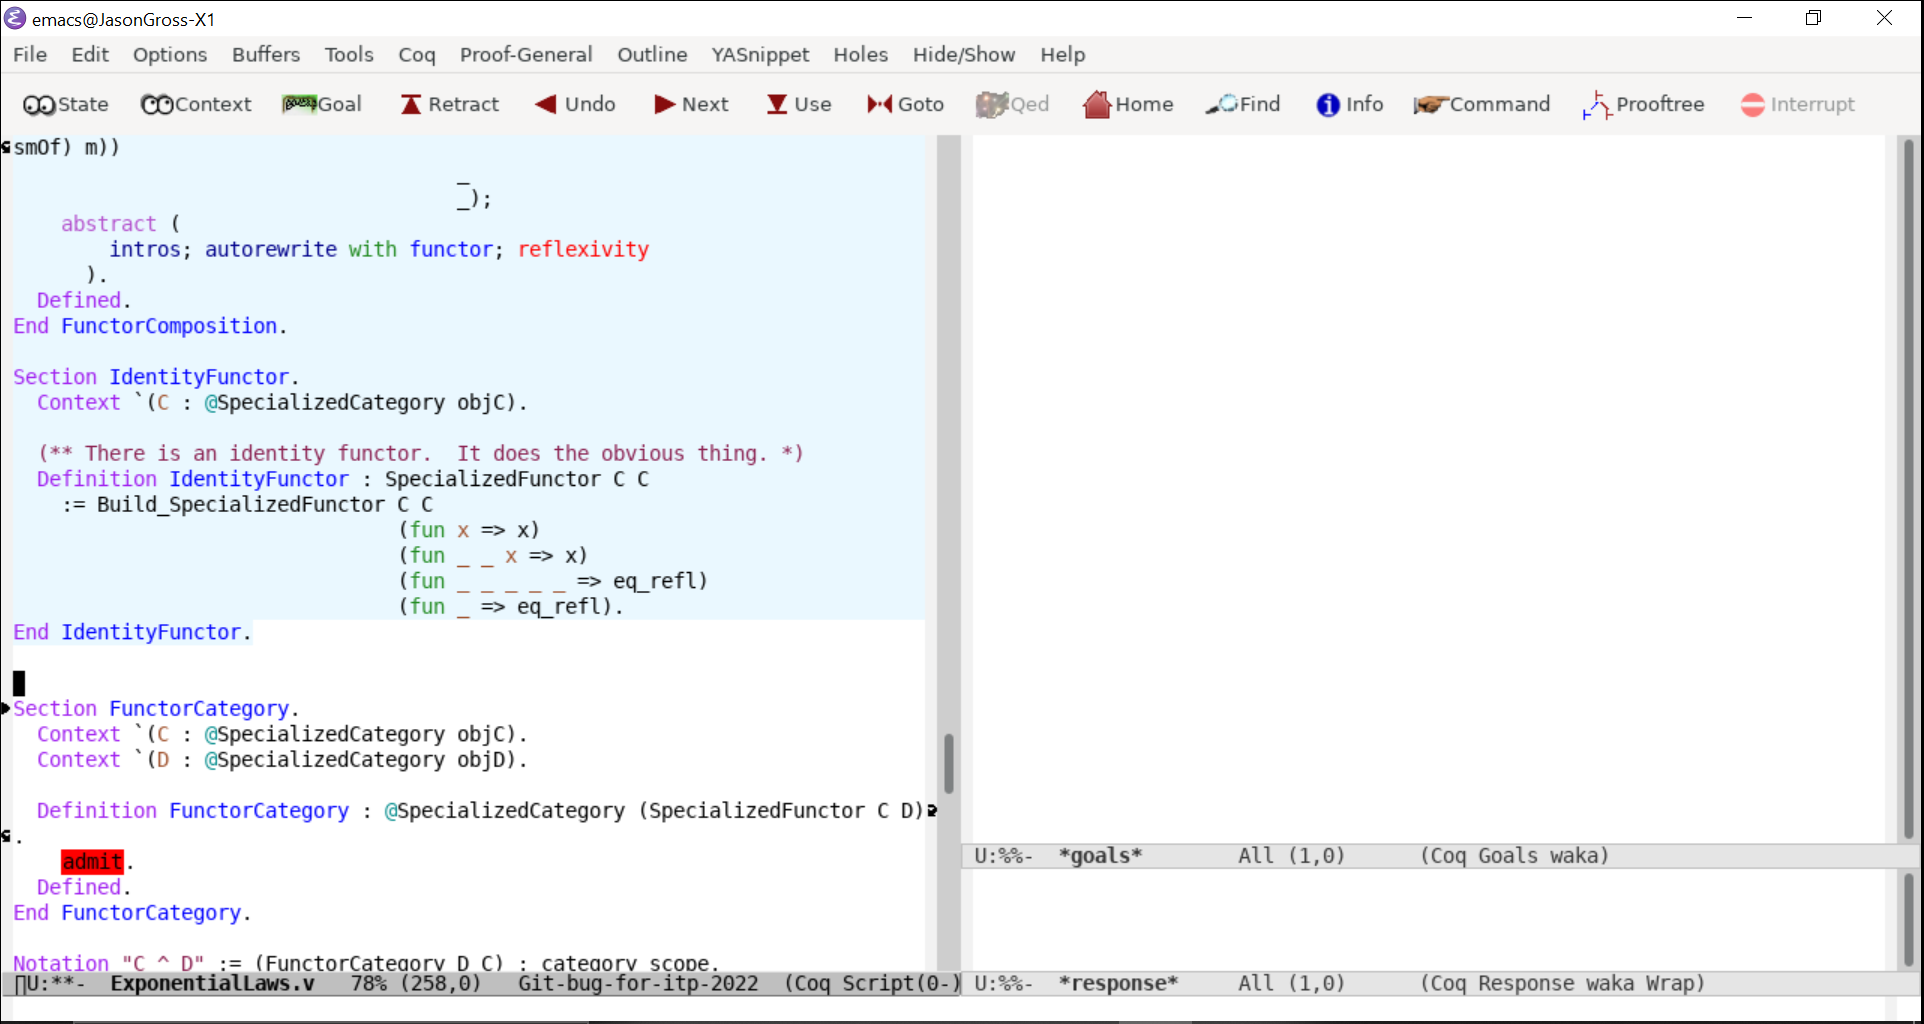 emacs@JasonGross-X1
File Edit Options Buffers Tools Coq Proof-General Outline YASnippet Holes Hide/Show Help
State Context Goal Retract Undo Next Use Goto Qed Home Find Info Command Prooftree Interrupt
smOf) m))
_
_);
abstract (
intros; autorewrite with functor; reflexivity
).
Defined.
End FunctorComposition.
Section IdentityFunctor.
Context `(C : @SpecializedCategory objC).
(** There is an identity functor.  It does the obvious thing. *)
Definition IdentityFunctor : SpecializedFunctor C C
:= Build_SpecializedFunctor C C
(fun x => x)
(fun _ _ x => x)
(fun _ _ _ _ _ => eq_refl)
(fun _ => eq_refl).
End IdentityFunctor.
Section FunctorCategory.
Context `(C : @SpecializedCategory objC).
Context `(D : @SpecializedCategory objD).
Definition FunctorCategory : @SpecializedCategory (SpecializedFunctor C D)
.
admit.
Defined.
End FunctorCategory.
Notation "C ^ D" := (FunctorCategory D C) : category_scope.
U:**-  ExponentialLaws.v   78% (258,0)   Git-bug-for-itp-2022  (Coq Script(0-)
U:%%-  *goals*        All (1,0)      (Coq Goals waka)
U:%%-  *response*     All (1,0)      (Coq Response waka Wrap)